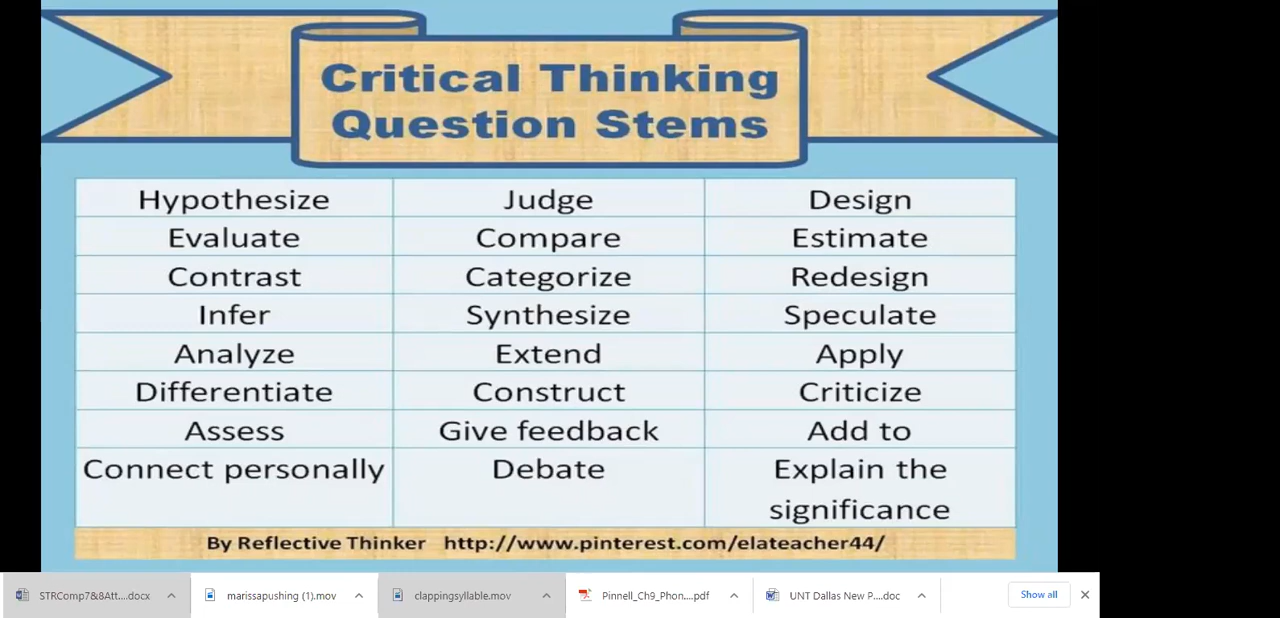 Critical Thinking
Question Stems
Hypothesize Judge Design
Evaluate Compare Estimate
Contrast Categorize Redesign
Infer Synthesize Speculate
Analyze Extend Apply
Differentiate Construct Criticize
Assess Give feedback Add to
Connect personally Debate Explain the
significance
By Reflective Thinker http://www.pinterest.com/elateacher44/
STRComp7&8Att....docx marissapushing (1).mov clappingsyllable.mov Pinnell_Ch9_Phon....pdf UNT Dallas New P....doc Show all